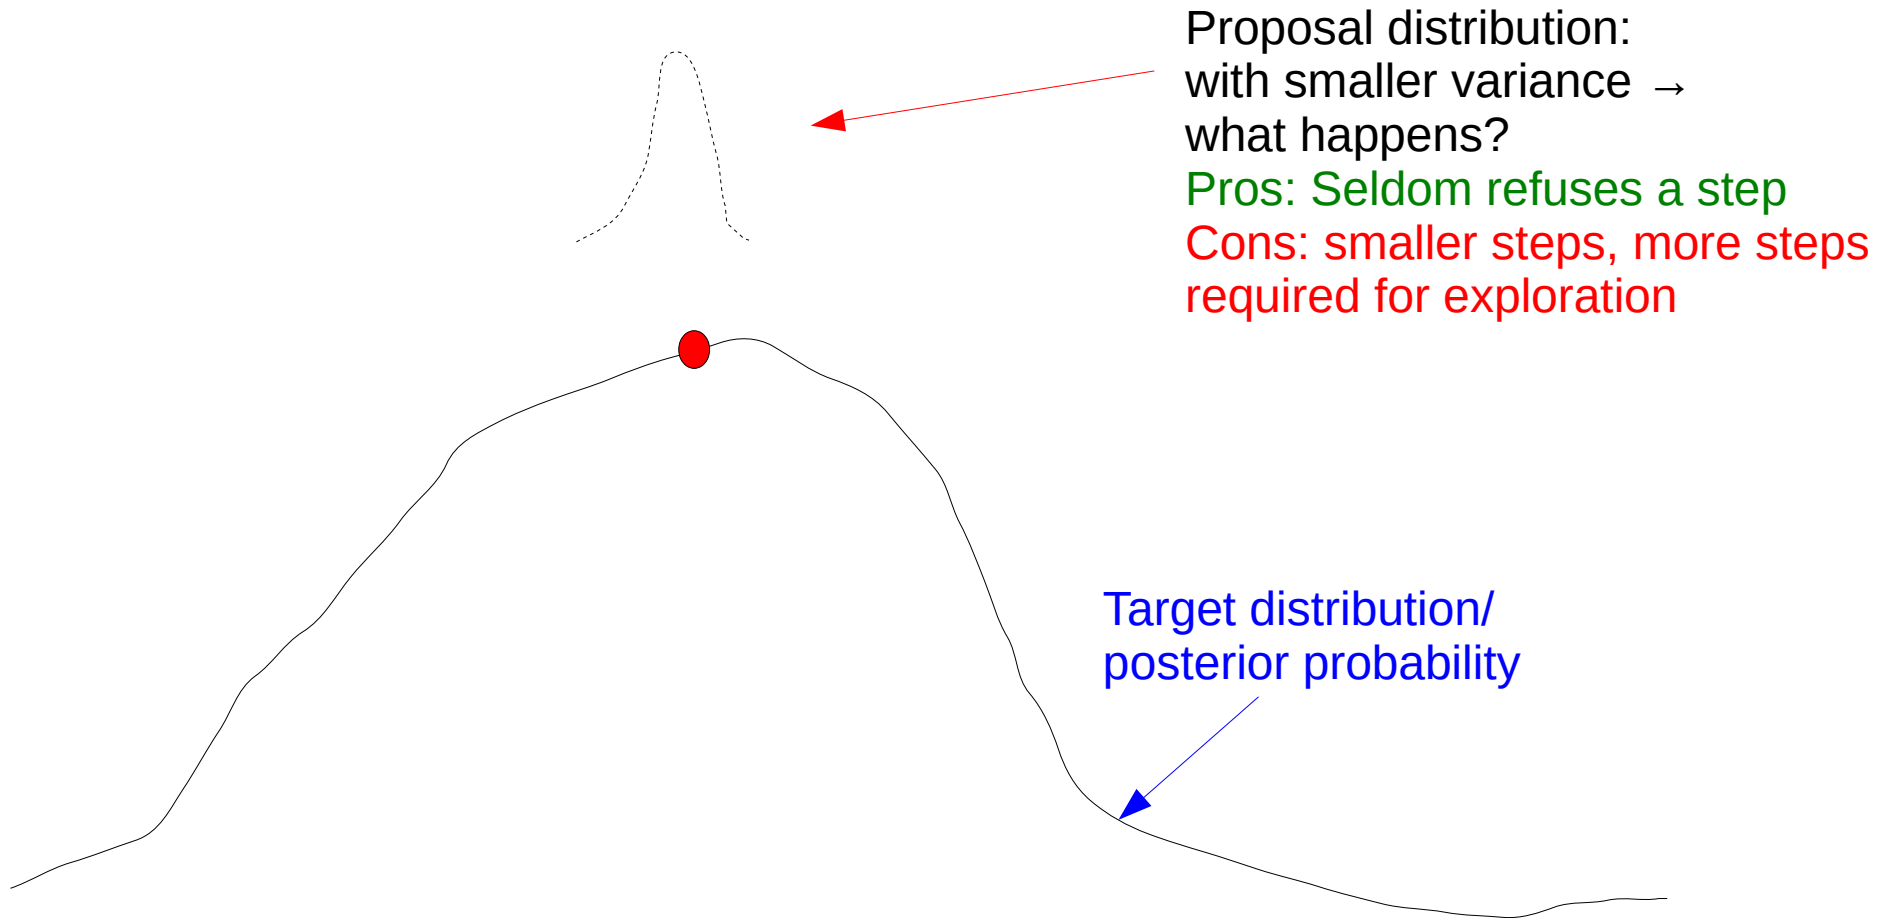 Proposal distribution:
with smaller variance →
what happens?
Pros: Seldom refuses a step
Cons: smaller steps, more steps
required for exploration
Target distribution/
posterior probability